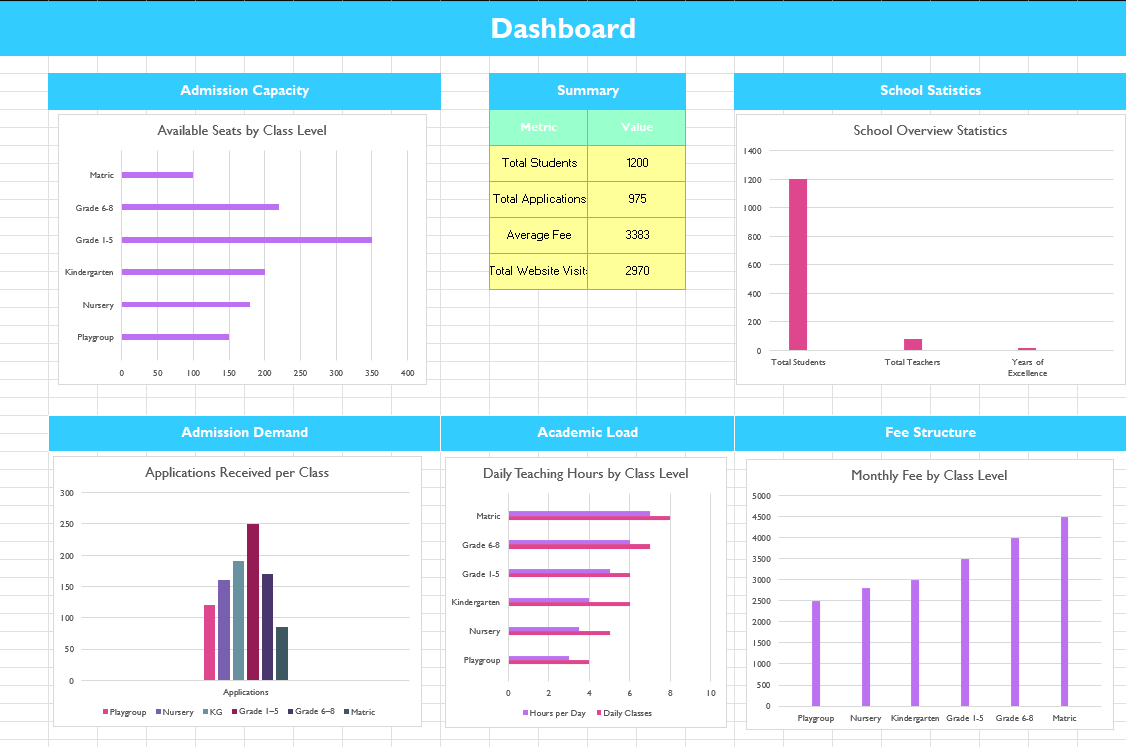 Dashboard
Admission Capacity
Available Seats by Class Level
Matric
Grade 6-8
Grade 1-5
Kindergarten
Nursery
Playgroup
0 50 100 150 200 250 300 350 400
Summary
Metric Value
Total Students 1200
Total Applications 975
Average Fee 3383
Total Website Visits 2970
School Satistics
School Overview Statistics
1400
1200
1000
800
600
400
200
0
Total Students Total Teachers Years of
Excellence
Admission Demand
Applications Received per Class
300
250
200
150
100
50
0
Applications
Playgroup Nursery KG Grade 1–5 Grade 6–8 Matric
Academic Load
Daily Teaching Hours by Class Level
Matric
Grade 6-8
Grade 1-5
Kindergarten
Nursery
Playgroup
0 2 4 6 8 10
Hours per Day Daily Classes
Fee Structure
Monthly Fee by Class Level
5000
4500
4000
3500
3000
2500
2000
1500
1000
500
0
Playgroup Nursery Kindergarten Grade 1-5 Grade 6-8 Matric